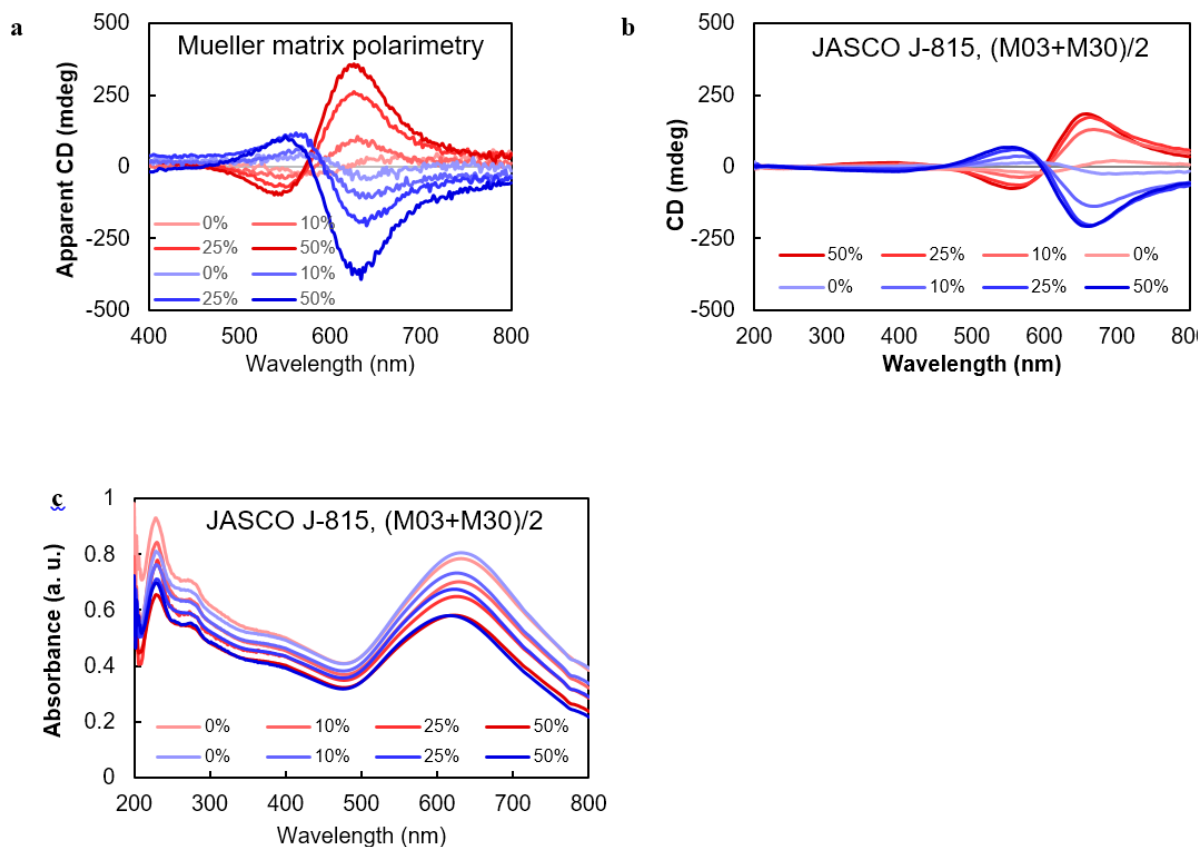 a
Mueller matrix polarimetry
Apparent CD (mdeg)
500
250
0
-250
-500
0% 10%
25% 50%
0% 10%
25% 50%
400 500 600 700 800
Wavelength (nm)
b
JASCO J-815, (M03+M30)/2
CD (mdeg)
500
250
0
-250
-500
50% 25% 10% 0%
0% 10% 25% 50%
200 300 400 500 600 700 800
Wavelength (nm)
c
JASCO J-815, (M03+M30)/2
Absorbance (a. u.)
1
0.8
0.6
0.4
0.2
0
0% 10% 25% 50%
0% 10% 25% 50%
200 300 400 500 600 700 800
Wavelength (nm)